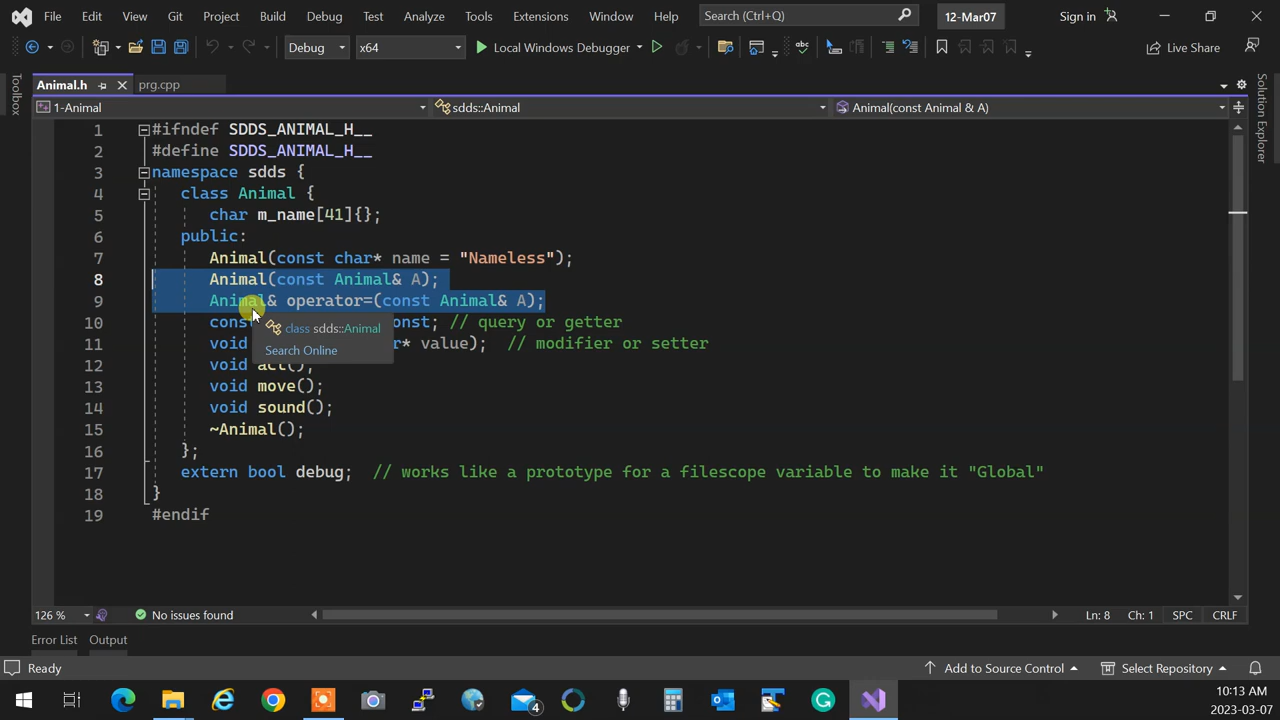 File Edit View Git Project Build Debug Test Analyze Tools Extensions Window Help Search (Ctrl+Q) 12-Mar07 Sign in
Debug x64 Local Windows Debugger Live Share
Toolbox
Animal.h prg.cpp
1-Animal sdds::Animal Animal(const Animal & A)
Solution Explorer
1 #ifndef SDDS_ANIMAL_H__
2 #define SDDS_ANIMAL_H__
3 namespace sdds {
4 class Animal {
5 char m_name[41]{};
6 public:
7 Animal(const char* name = "Nameless");
8 Animal(const Animal& A);
9 Animal& operator=(const Animal& A);
10 cons onst; // query or getter
class sdds::Animal
Search Online
11 void r* value); // modifier or setter
12 void act();
13 void move();
14 void sound();
15 ~Animal();
16 };
17 extern bool debug; // works like a prototype for a filescope variable to make it "Global"
18 }
19 #endif
126 % No issues found Ln: 8 Ch: 1 SPC CRLF
Error List Output
Ready Add to Source Control Select Repository
4
10:13 AM
2023-03-07